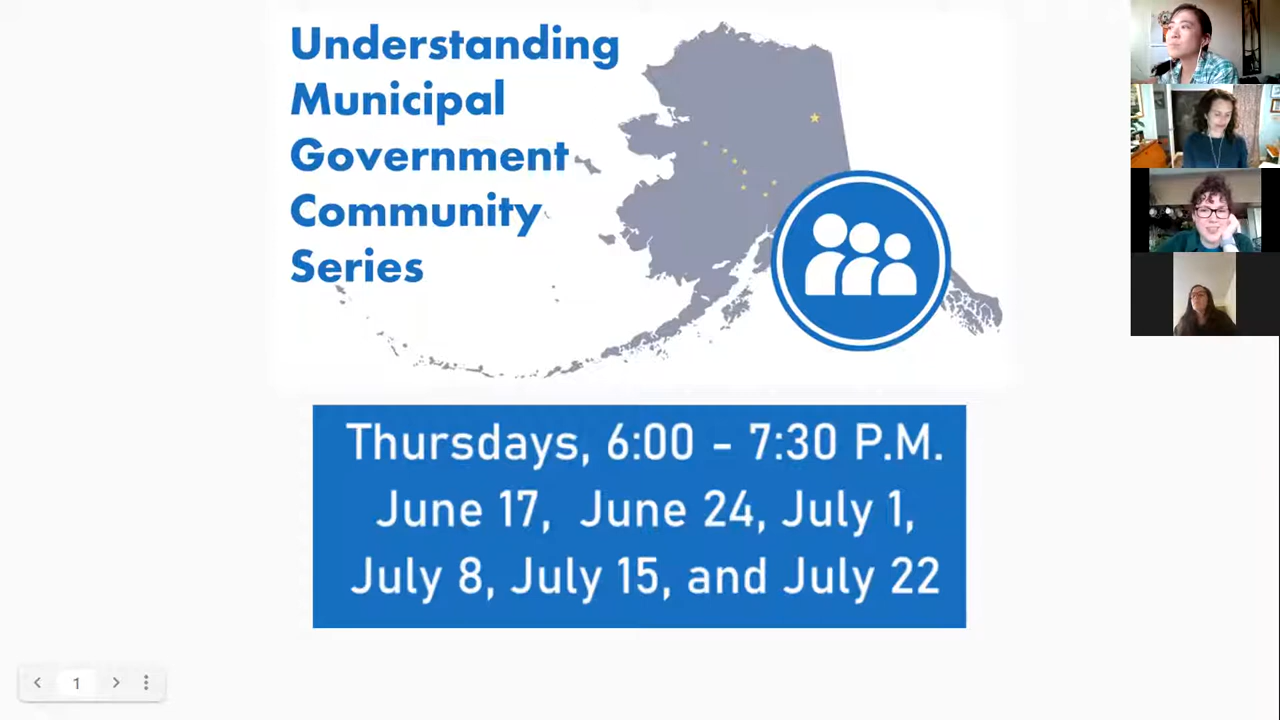 Understanding
Municipal
Government
Community
Series
Thursdays, 6:00 - 7:30 P.M.
June 17, June 24, July 1,
July 8, July 15, and July 22
1